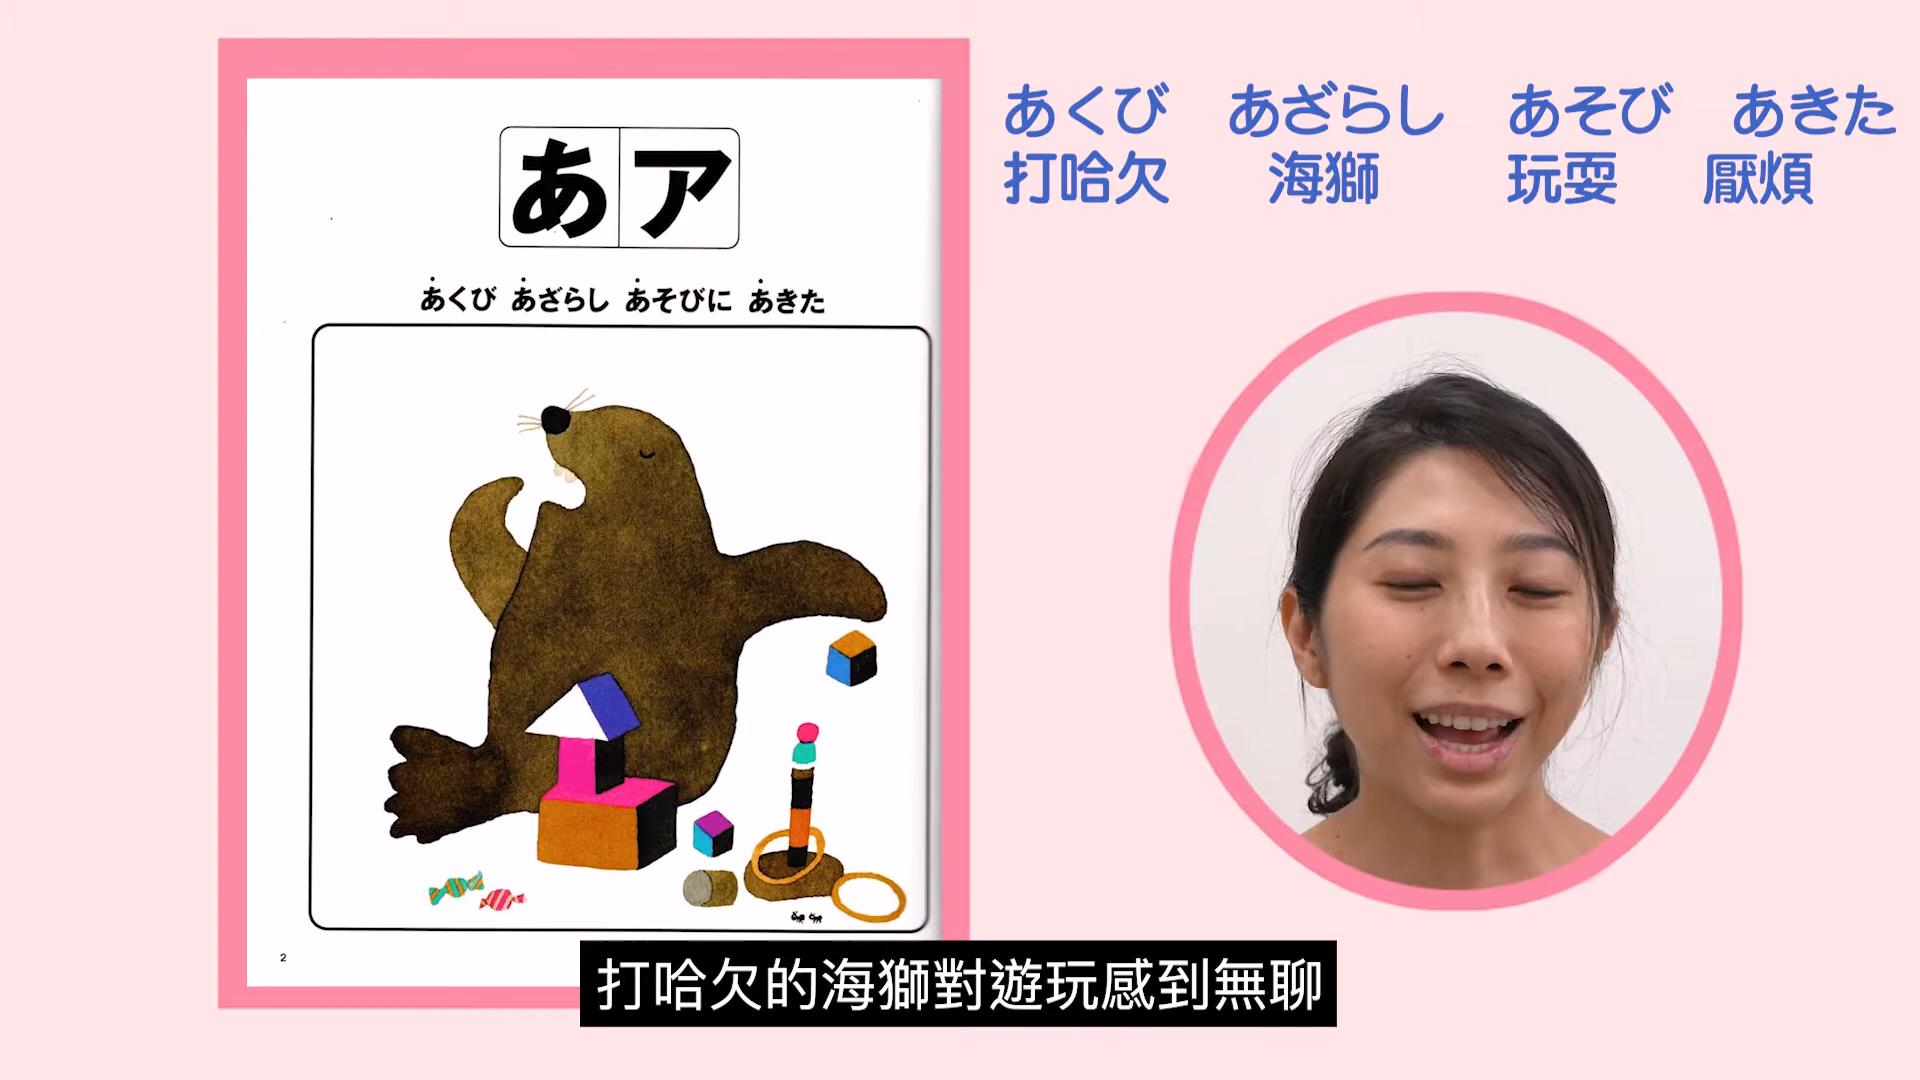 あ ア
あくび あざらし あそびに あきた
2
あくび あざらし あそび あきた
打哈欠 海獅 玩耍 厭煩
打哈欠的海獅對遊玩感到無聊